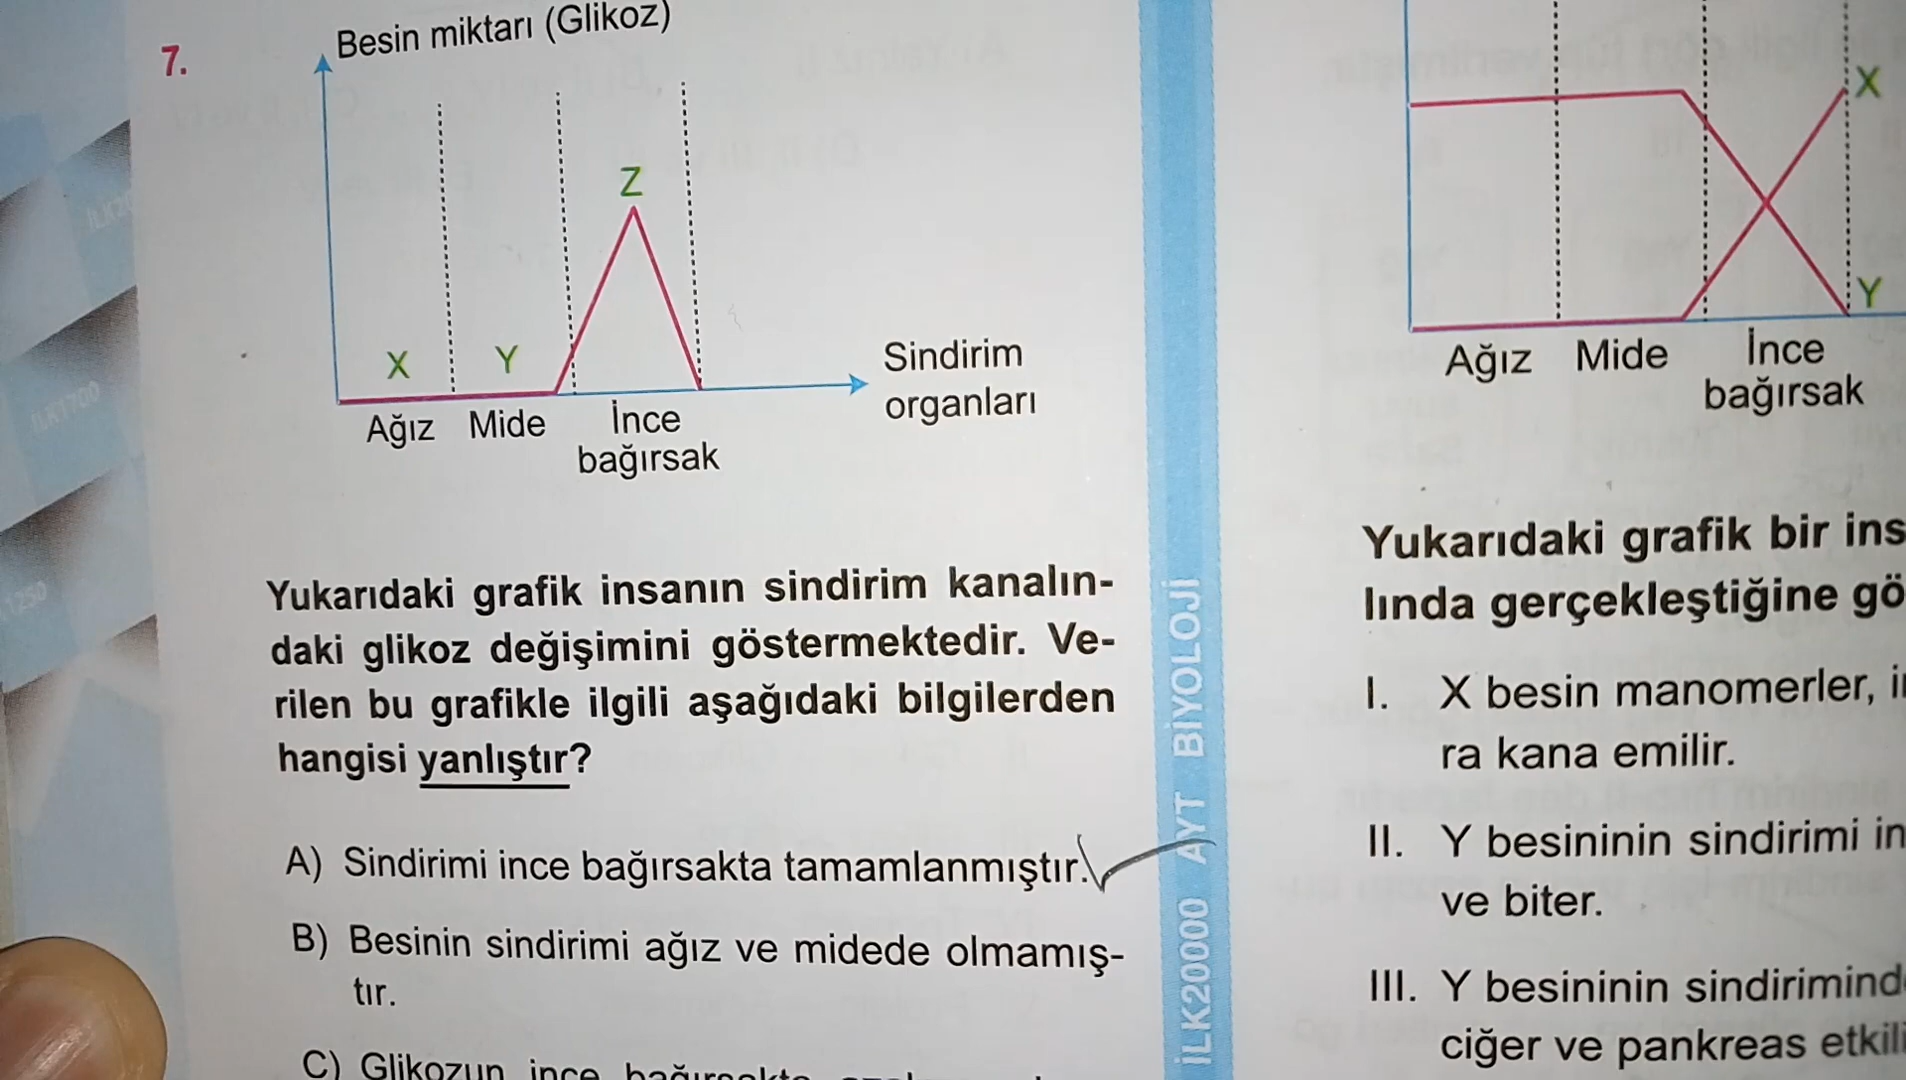 7.
Besin miktarı (Glikoz)
Z
X
Y
Ağız Mide İnce
bağırsak
Sindirim
organları
Yukarıdaki grafik insanın sindirim kanalın-
daki glikoz değişimini göstermektedir. Ve-
rilen bu grafikle ilgili aşağıdaki bilgilerden
hangisi yanlıştır?
A) Sindirimi ince bağırsakta tamamlanmıştır.
B) Besinin sindirimi ağız ve midede olmamış-
tır.
C) Glikozun ince bağırsakta
İLK20000 AYT BİYOLOJİ
X
Y
Ağız Mide İnce
bağırsak
Yukarıdaki grafik bir ins
lında gerçekleştiğine gö
I. X besin manomerler, i
ra kana emilir.
II. Y besininin sindirimi in
ve biter.
III. Y besininin sindirimind
ciğer ve pankreas etkili